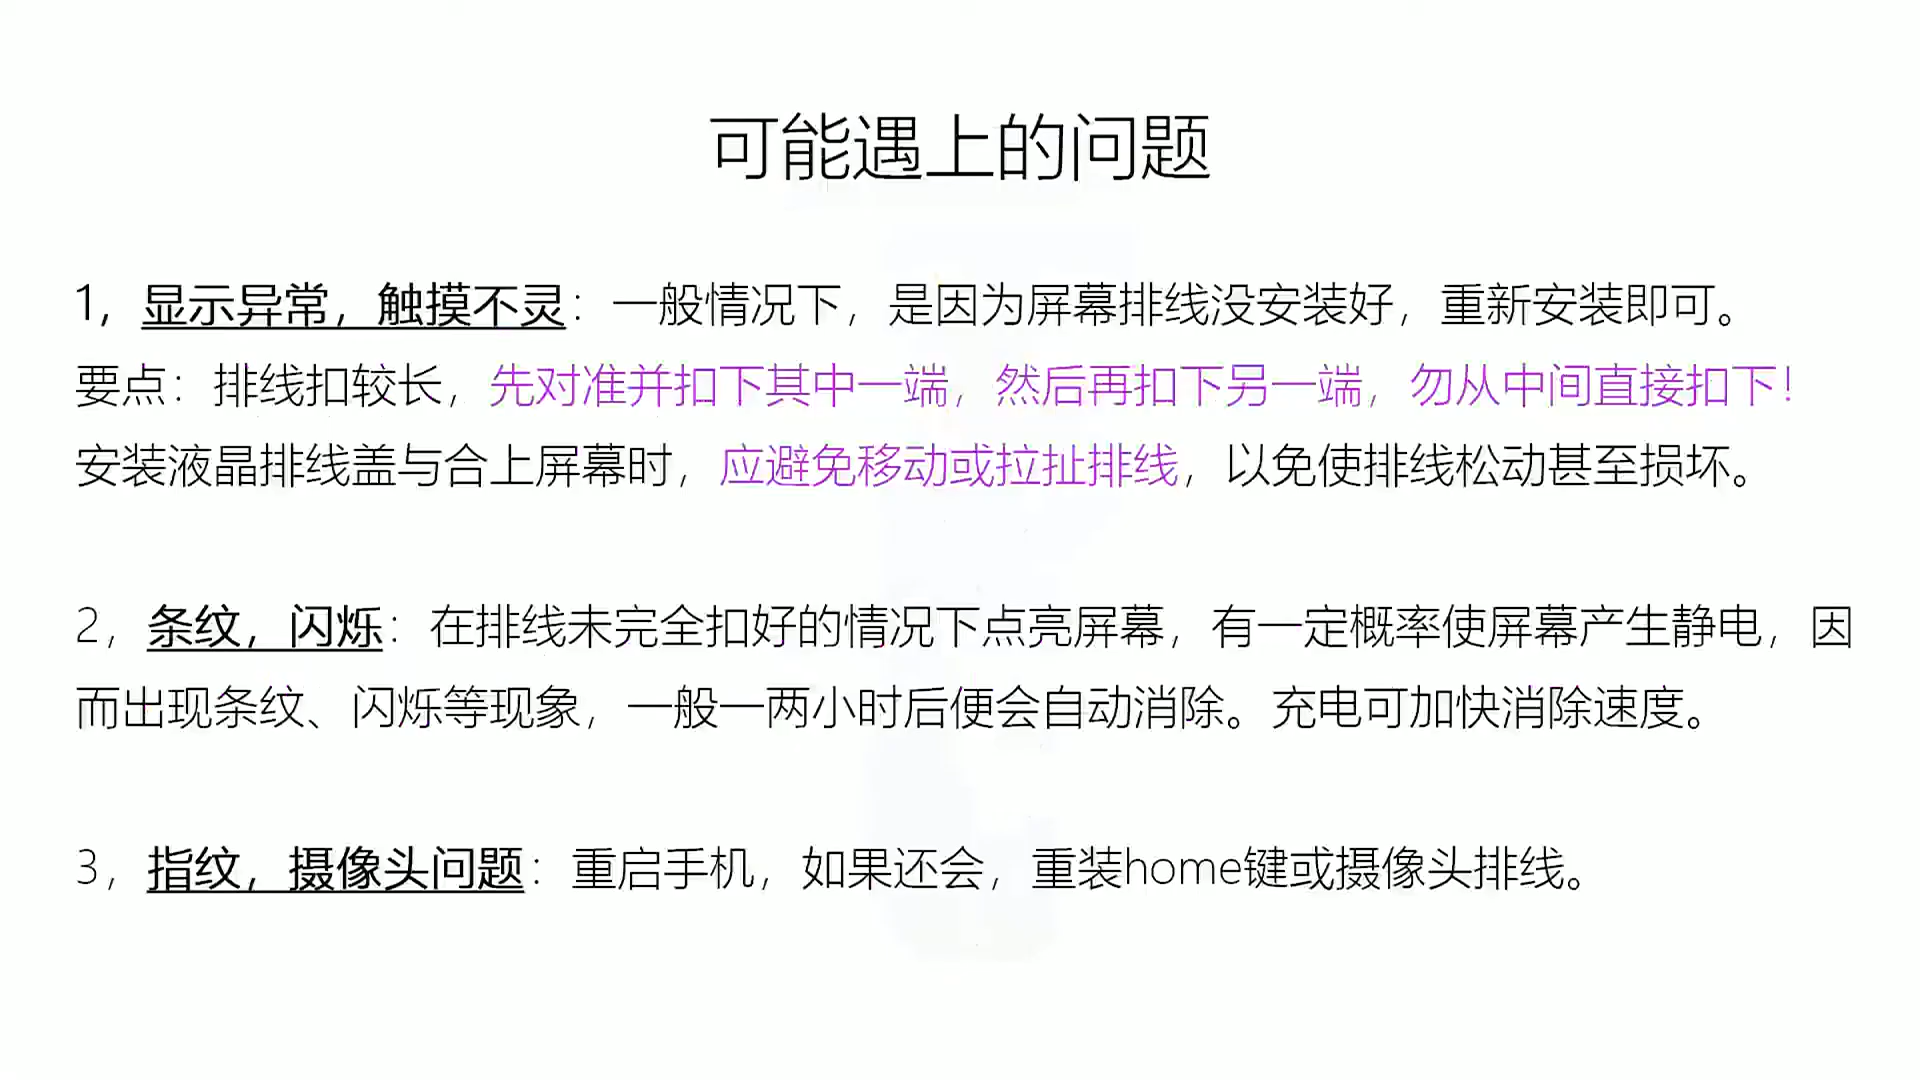 可能遇上的问题
1，显示异常，触摸不灵：一般情况下，是因为屏幕排线没安装好，重新安装即可。
要点：排线扣较长，先对准并扣下其中一端，然后再扣下另一端，勿从中间直接扣下！
安装液晶排线盖与合上屏幕时，应避免移动或拉扯排线，以免使排线松动甚至损坏。
2，条纹，闪烁：在排线未完全扣好的情况下点亮屏幕，有一定概率使屏幕产生静电，因
而出现条纹、闪烁等现象，一般一两小时后便会自动消除。充电可加快消除速度。
3，指纹，摄像头问题：重启手机，如果还会，重装home键或摄像头排线。